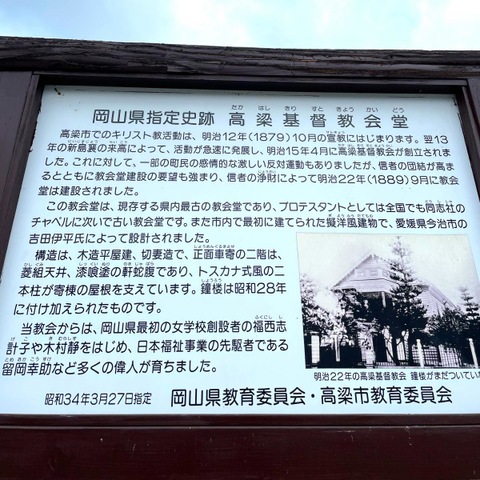 岡山県指定史跡 高梁基督教会堂
たか はし きり すと きょう かい どう
高梁市でのキリスト教活動は、明治12年(1879)10月の宣教にはじまります。翌13
年の新島襄の来高によって、活動が急速に発展し、明治15年4月に高梁基督教会が創立されま
した。これに対して、一部の町民の感情的な激しい反対運動もありましたが、信者の団結が高ま
るとともに教会堂建設の要望も強まり、信者の浄財によって明治22年(1889)9月に教会
堂は建設されました。
この教会堂は、現存する県内最古の教会堂であり、プロテスタントとしては全国でも同志社の
チャペルに次いで古い教会堂です。また市内で最初に建てられた擬洋風建物で、愛媛県今治市の
吉田伊平氏によって設計されました。
構造は、木造平屋建、切妻造で、正面車寄の二階は、
菱組天井、漆喰塗の軒蛇腹であり、トスカナ式風の二
本柱が寄棟の屋根を支えています。鐘楼は昭和28年
に付け加えられたものです。
当教会からは、岡山県最初の女学校創設者の福西志
計子や木村静をはじめ、日本福祉事業の先駆者である
留岡幸助など多くの偉人が育ちました。
明治22年の高梁基督教会 鐘楼がまだついてい
昭和34年3月27日指定 岡山県教育委員会・高梁市教育委員会